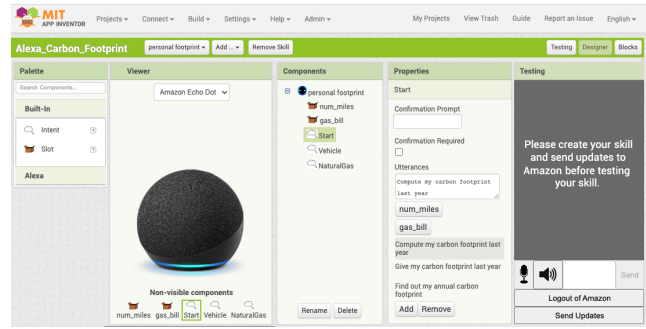 MIT
APP INVENTOR
Projects
Connect
Build
Settings
Help
Admin
My Projects
View Trash
Guide
Report an Issue
English
Alexa_Carbon_Footprint
personal footprint
Add ...
Remove Skill
Testing
Designer
Blocks
Palette
Search Components...
Built-In
Intent
?
Slot
?
Alexa
Viewer
Amazon Echo Dot
Non-visible components
num_miles
gas_bill
Start
Vehicle
NaturalGas
Components
personal footprint
num_miles
gas_bill
Start
Vehicle
NaturalGas
Rename
Delete
Properties
Start
Confirmation Prompt
Confirmation Required
Utterances
Compute my carbon footprint
last year
num_miles
gas_bill
Compute my carbon footprint last
year
Give my carbon footprint last year
Find out my annual carbon
footprint
Add
Remove
Testing
Please create your skill
and send updates to
Amazon before testing
your skill.
Send
Logout of Amazon
Send Updates